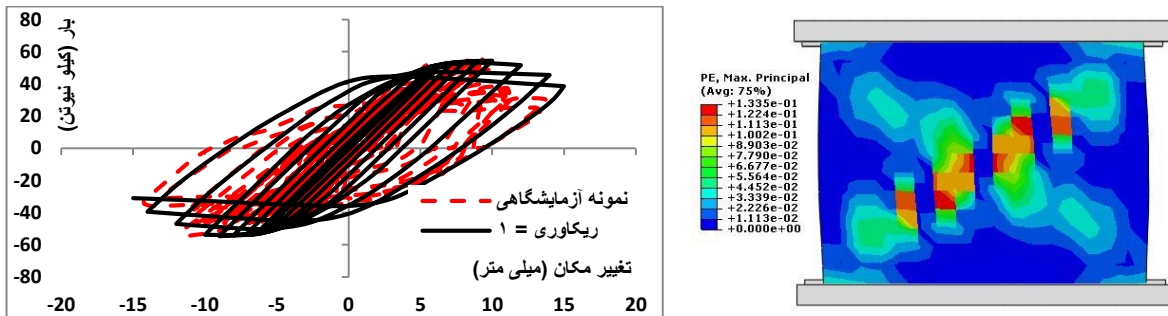 80
60
40
20
0
-20
-40
-60
-80
بار (کیلو نیوتن)
نمونه آزمایشگاهی
ریکاوری = ۱
تغییر مکان (میلی متر)
-20 -15 -10 -5 0 5 10 15 20
PE, Max. Principal
(Avg: 75%)
+1.335e-01
+1.224e-01
+1.113e-01
+1.002e-01
+8.903e-02
+7.790e-02
+6.677e-02
+5.564e-02
+4.452e-02
+3.339e-02
+2.226e-02
+1.113e-02
+0.000e+00